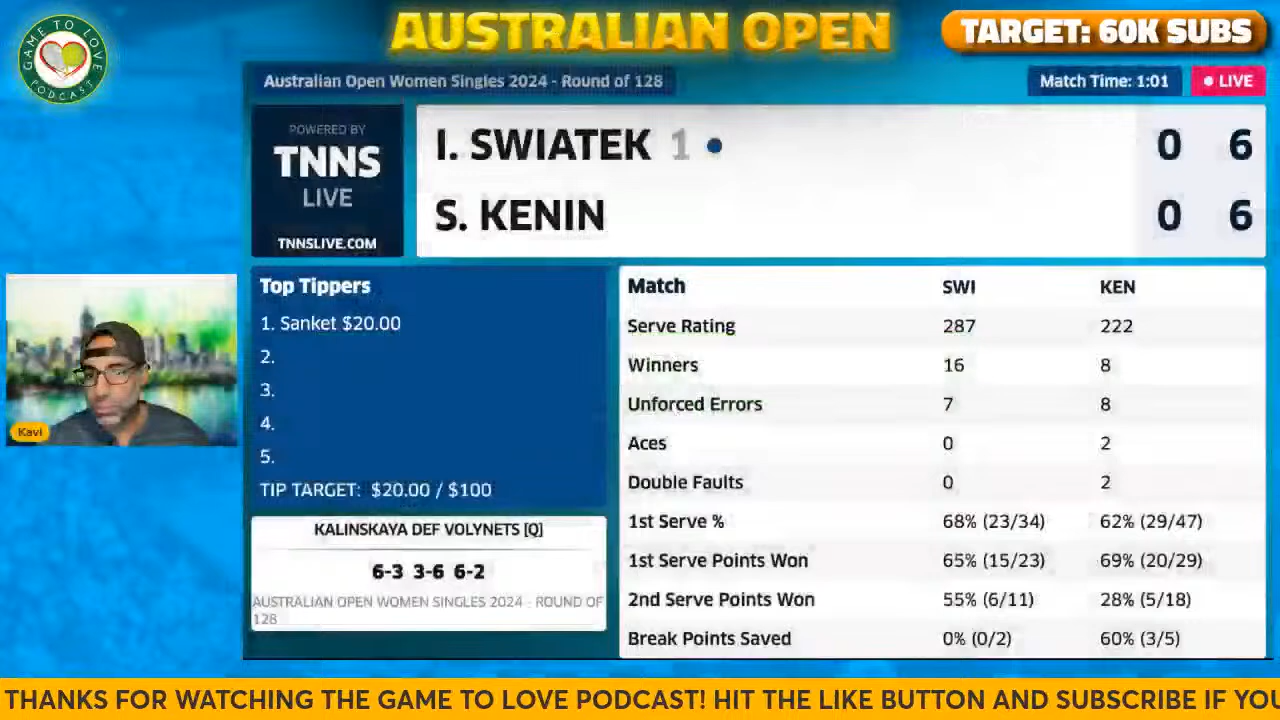 GAME TO LOVE
PODCAST
AUSTRALIAN OPEN
TARGET: 60K SUBS
Australian Open Women Singles 2024 - Round of 128
Match Time: 1:01
LIVE
POWERED BY
TNNS
LIVE
TNNSLIVE.COM
I. SWIATEK 1 0 6
S. KENIN 0 6
Top Tippers
1. Sanket $20.00
2.
3.
4.
5.
TIP TARGET: $20.00 / $100
KALINSKAYA DEF VOLYNETS [Q]
6-3 3-6 6-2
AUSTRALIAN OPEN WOMEN SINGLES 2024 - ROUND OF
128
Match SWI KEN
Serve Rating 287 222
Winners 16 8
Unforced Errors 7 8
Aces 0 2
Double Faults 0 2
1st Serve % 68% (23/34) 62% (29/47)
1st Serve Points Won 65% (15/23) 69% (20/29)
2nd Serve Points Won 55% (6/11) 28% (5/18)
Break Points Saved 0% (0/2) 60% (3/5)
Kavi
THANKS FOR WATCHING THE GAME TO LOVE PODCAST! HIT THE LIKE BUTTON AND SUBSCRIBE IF YOU